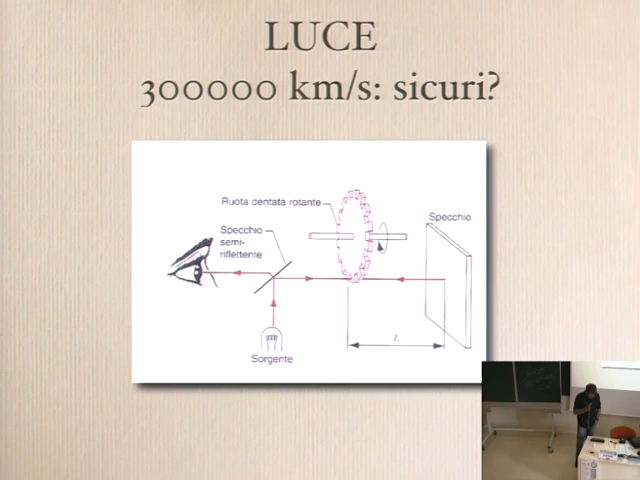 LUCE
300000 km/s: sicuri?
Ruota dentata rotante
Specchio
Specchio
semi-
riflettente
L
Sorgente